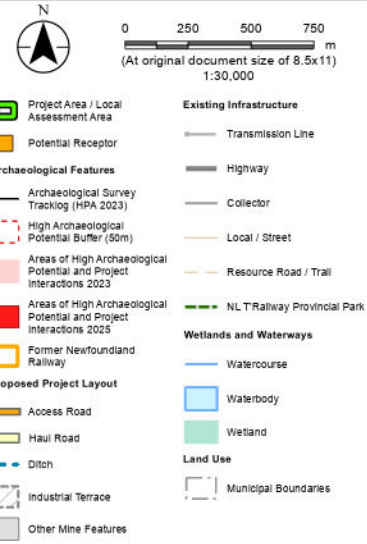 N
0 250 500 750
m
(At original document size of 8.5x11)
1:30,000
Project Area / Local
Assessment Area
Potential Receptor
rchaeological Features
Archaeological Survey
Tracklog (HPA 2023)
High Archaeological
Potential Buffer (50m)
Areas of High Archaeological
Potential and Project
Interactions 2023
Areas of High Archaeological
Potential and Project
Interactions 2025
Former Newfoundland
Railway
oposed Project Layout
Access Road
Haul Road
Ditch
Industrial Terrace
Other Mine Features
Existing Infrastructure
Transmission Line
Highway
Collector
Local / Street
Resource Road / Trail
NL T'Railway Provincial Park
Wetlands and Waterways
Watercourse
Waterbody
Wetland
Land Use
Municipal Boundaries